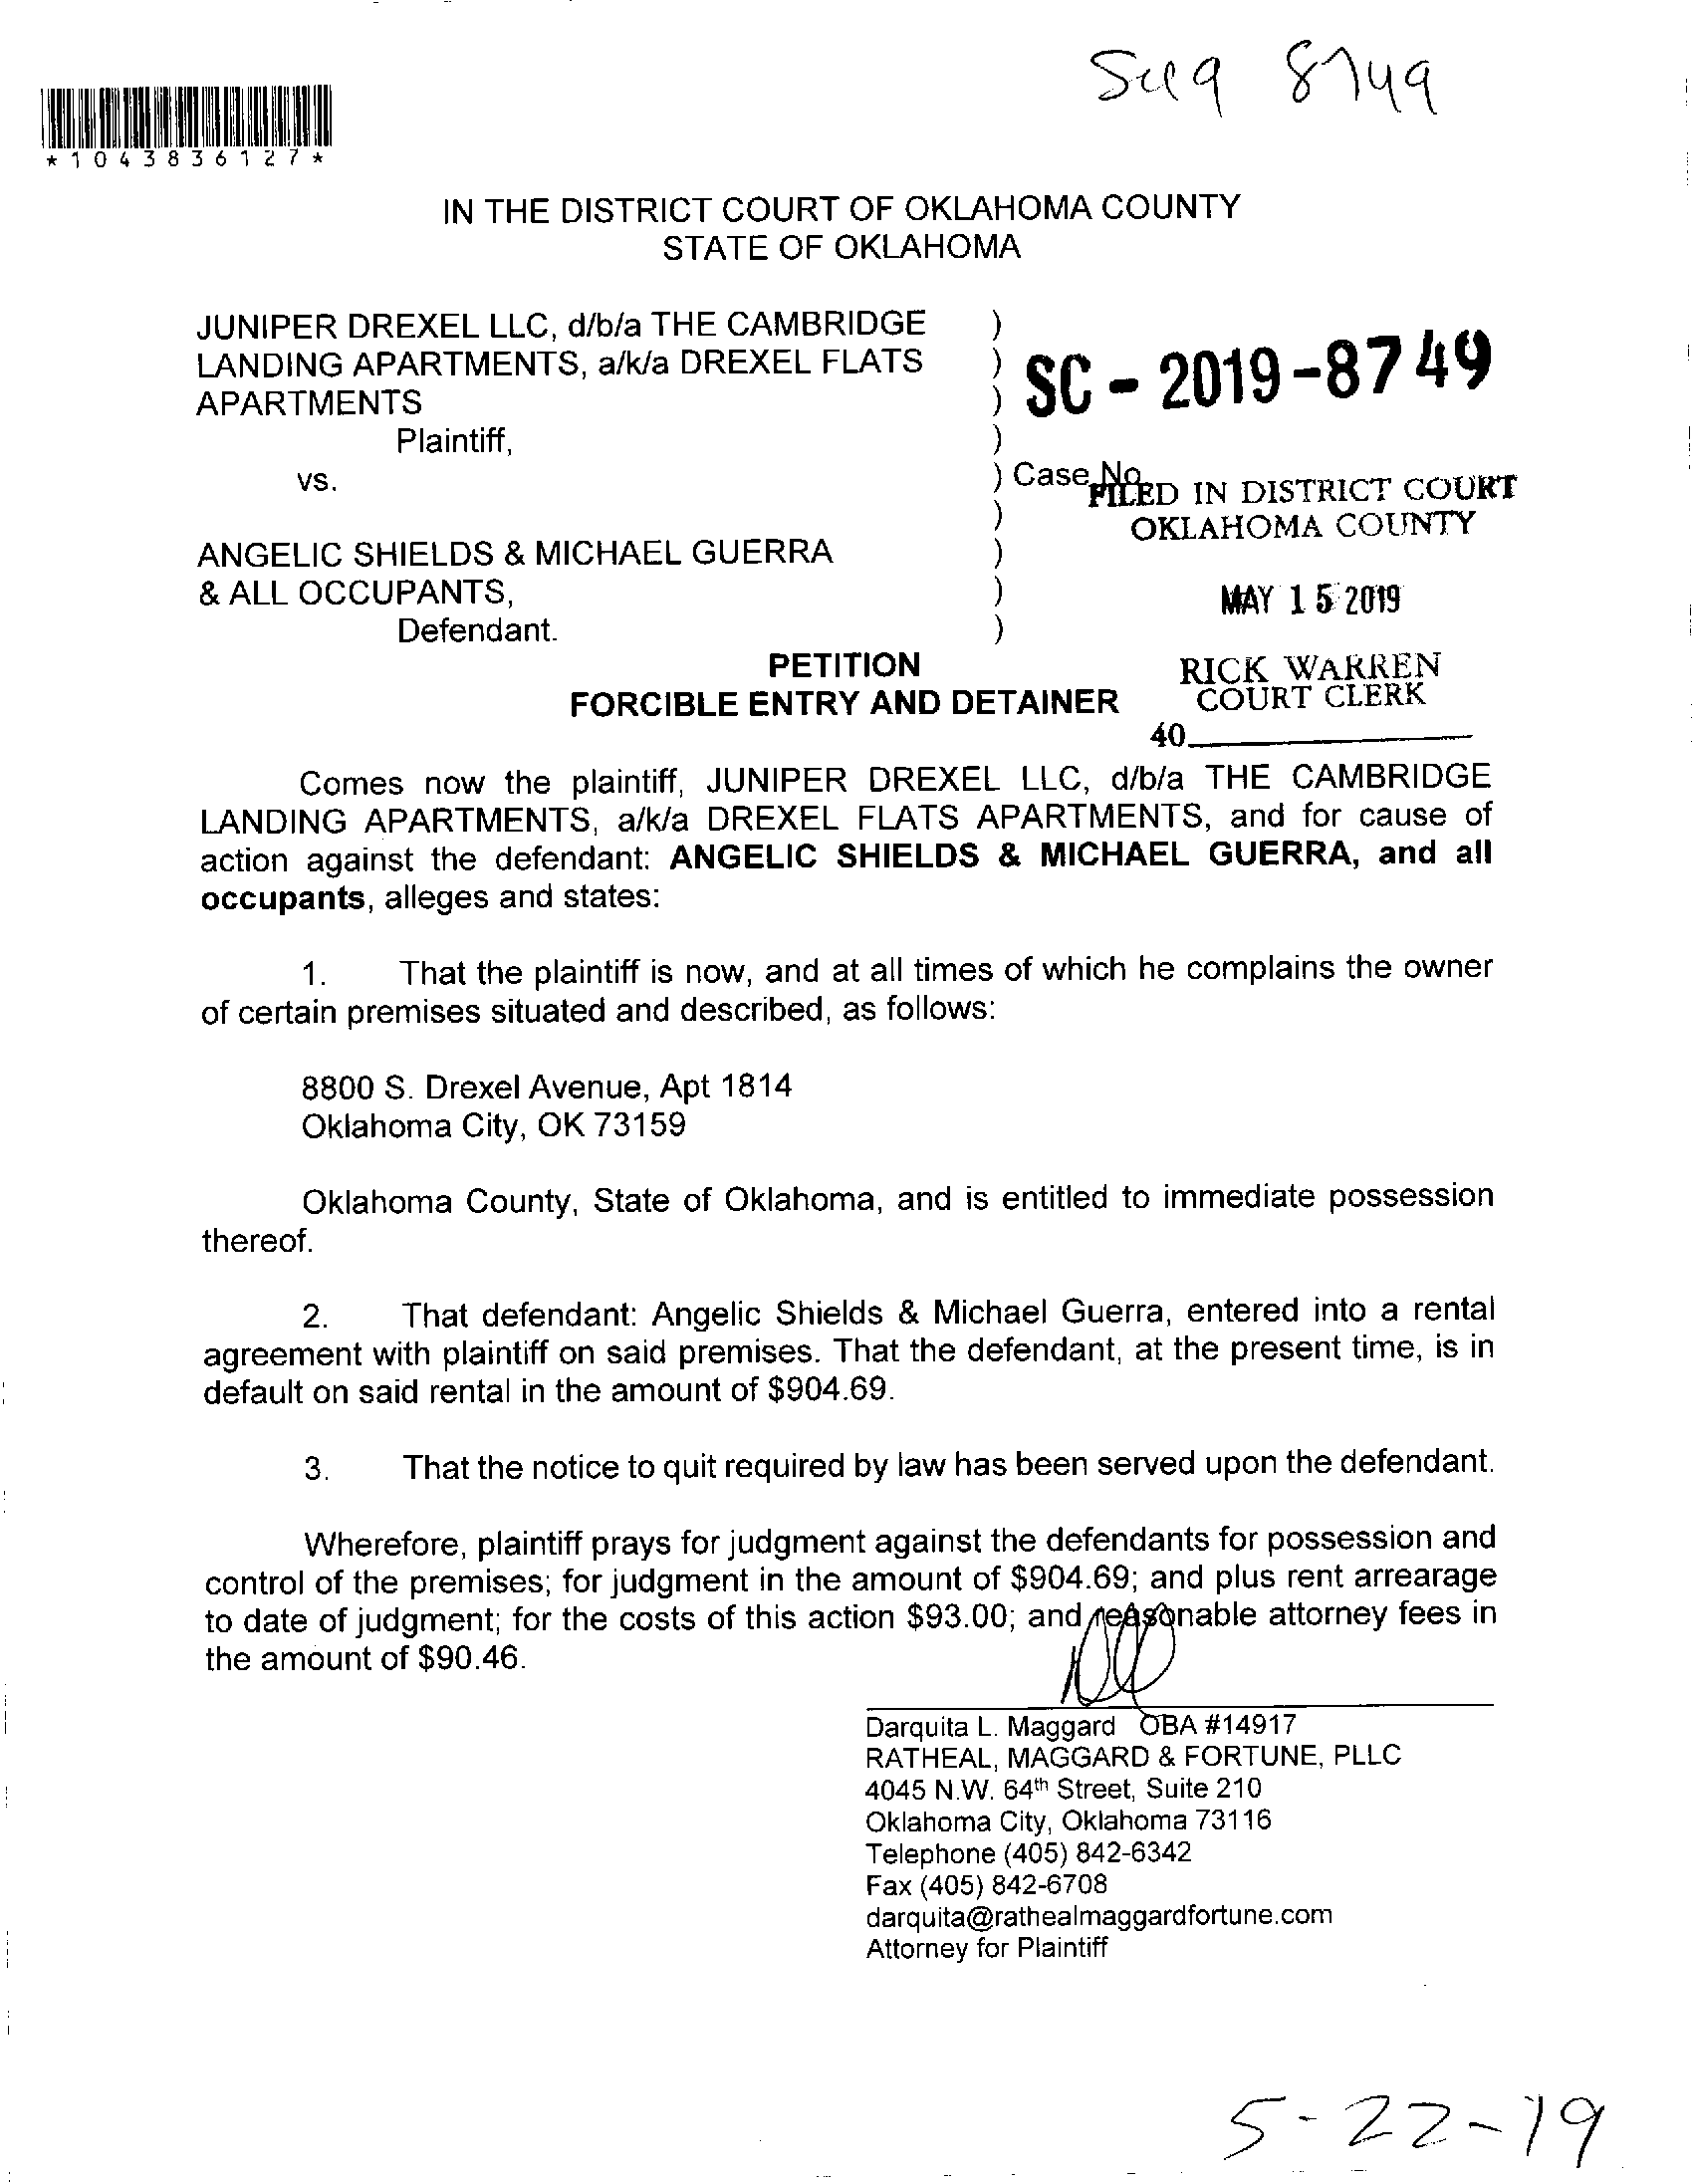 Sc19 8749
*1043836127*
IN THE DISTRICT COURT OF OKLAHOMA COUNTY
STATE OF OKLAHOMA
JUNIPER DREXEL LLC, d/b/a THE CAMBRIDGE )
LANDING APARTMENTS, a/k/a DREXEL FLATS )
APARTMENTS )
SC - 2019-8749
Plaintiff, )
vs. ) Case No.
)
FILED IN DISTRICT COURT
OKLAHOMA COUNTY
ANGELIC SHIELDS & MICHAEL GUERRA )
& ALL OCCUPANTS, )
MAY 15 2019
Defendant. )
PETITION
FORCIBLE ENTRY AND DETAINER
RICK WARREN
COURT CLERK
40
Comes now the plaintiff, JUNIPER DREXEL LLC, d/b/a THE CAMBRIDGE
LANDING APARTMENTS, a/k/a DREXEL FLATS APARTMENTS, and for cause of
action against the defendant: ANGELIC SHIELDS & MICHAEL GUERRA, and all
occupants, alleges and states:
1. That the plaintiff is now, and at all times of which he complains the owner
of certain premises situated and described, as follows:
8800 S. Drexel Avenue, Apt 1814
Oklahoma City, OK 73159
Oklahoma County, State of Oklahoma, and is entitled to immediate possession
thereof.
2. That defendant: Angelic Shields & Michael Guerra, entered into a rental
agreement with plaintiff on said premises. That the defendant, at the present time, is in
default on said rental in the amount of $904.69.
3. That the notice to quit required by law has been served upon the defendant.
Wherefore, plaintiff prays for judgment against the defendants for possession and
control of the premises; for judgment in the amount of $904.69; and plus rent arrearage
to date of judgment; for the costs of this action $93.00; and reasonable attorney fees in
the amount of $90.46.
Darquita L. Maggard OBA #14917
RATHEAL, MAGGARD & FORTUNE, PLLC
4045 N.W. 64th Street, Suite 210
Oklahoma City, Oklahoma 73116
Telephone (405) 842-6342
Fax (405) 842-6708
darquita@rathealmaggardfortune.com
Attorney for Plaintiff
5-22-19